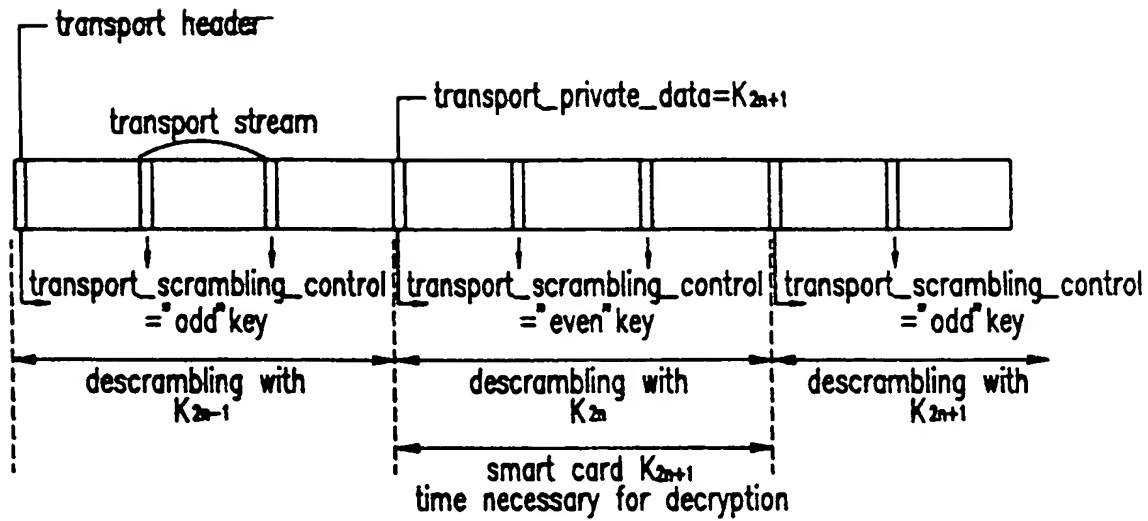 transport header
transport_private_data=K2n+1
transport stream
transport_scrambling_control
="odd" key
transport_scrambling_control
="even" key
transport_scrambling_control
="odd" key
descrambling with
K2n-1
descrambling with
K2n
descrambling with
K2n+1
smart card K2n+1
time necessary for decryption